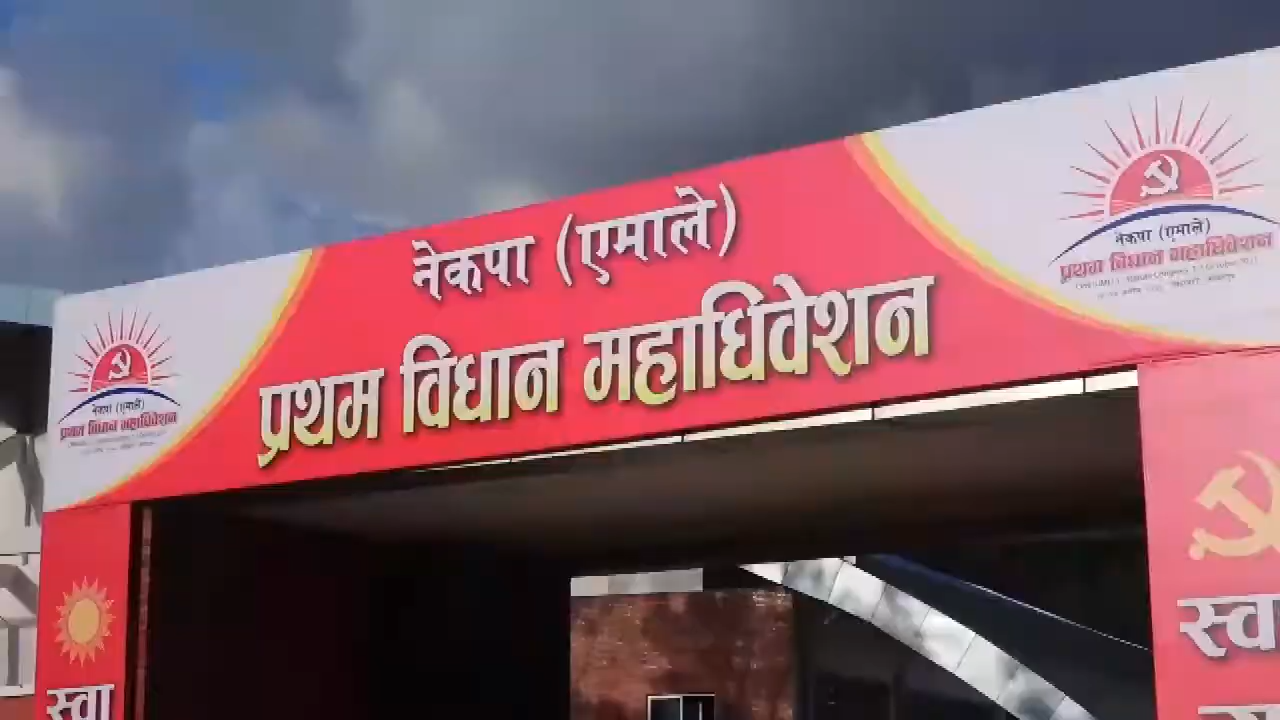 नेकपा (एमाले)
प्रथम विधान महाधिवेशन
नेकपा (एमाले)
प्रथम विधान महाधिवेशन
नेकपा (एमाले)
प्रथम विधान महाधिवेशन
स्वा
स्वा